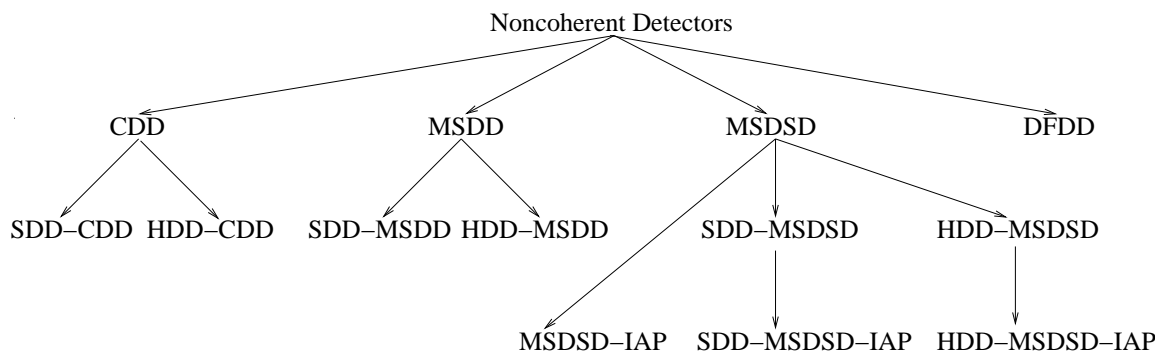 Noncoherent Detectors
CDD MSDD MSDSD DFDD
SDD–CDD HDD–CDD SDD–MSDD HDD–MSDD SDD–MSDSD HDD–MSDSD
MSDSD–IAP SDD–MSDSD–IAP HDD–MSDSD–IAP